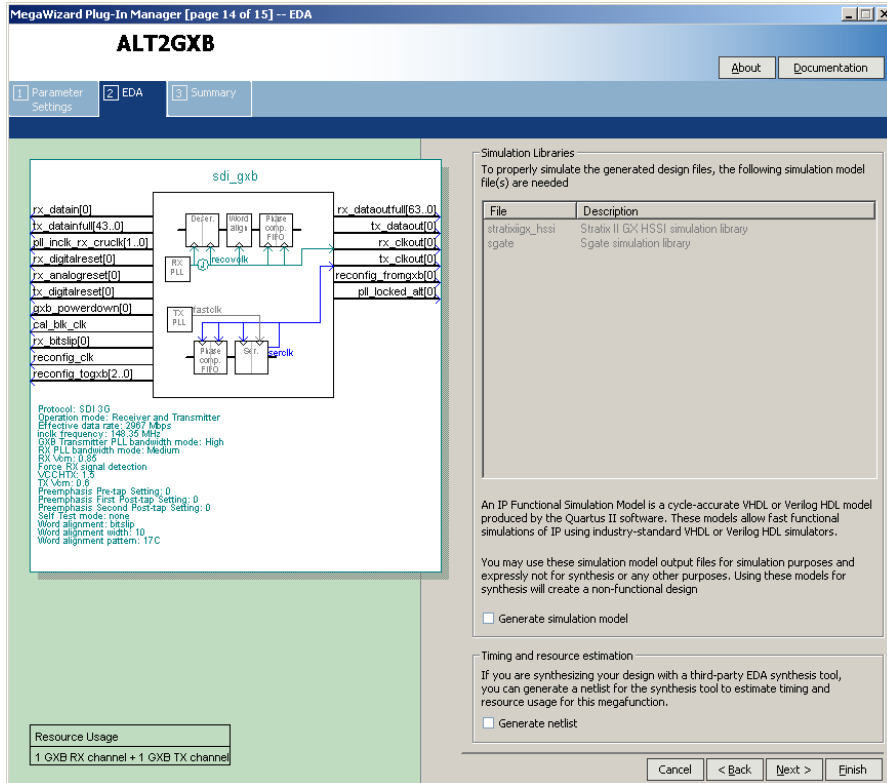 MegaWizard Plug-In Manager [page 14 of 15] -- EDA
ALT2GXB
About
Documentation
1 Parameter
Settings
2 EDA
3 Summary
sdi_gxb
rx_datain[0]
tx_datainfull[43..0]
pll_inclk_rx_cruclk[1..0]
rx_digitalreset[0]
rx_analogreset[0]
tx_digitalreset[0]
gxb_powerdown[0]
cal_blk_clk
rx_bitslip[0]
reconfig_clk
reconfig_togxb[2..0]
Deser.
Word
align
Phase
comp.
FIFO
RX
PLL
recovclk
TX
PLL
fastclk
Phase
comp.
FIFO
Ser.
serclk
rx_dataoutfull[63..0]
tx_dataout[0]
rx_clkout[0]
tx_clkout[0]
reconfig_fromgxb[0]
pll_locked_alt[0]
Protocol: SDI 3G
Operation mode: Receiver and Transmitter
Effective data rate: 2967 Mbps
inclk frequency: 148.35 MHz
GXB Transmitter PLL bandwidth mode: High
RX PLL bandwidth mode: Medium
RX Vcm: 0.85
Force RX signal detection
VCCHTX: 1.5
TX Vcm: 0.6
Preemphasis Pre-tap Setting: 0
Preemphasis First Post-tap Setting: 0
Preemphasis Second Post-tap Setting: 0
Self Test mode: none
Word alignment: bitslip
Word alignment width: 10
Word alignment pattern: 17C
Resource Usage
1 GXB RX channel + 1 GXB TX channel
Simulation Libraries
To properly simulate the generated design files, the following simulation model
file(s) are needed
File Description
stratixiigx_hssi Stratix II GX HSSI simulation library
sgate Sgate simulation library
An IP Functional Simulation Model is a cycle-accurate VHDL or Verilog HDL model
produced by the Quartus II software. These models allow fast functional
simulations of IP using industry-standard VHDL or Verilog HDL simulators.
You may use these simulation model output files for simulation purposes and
expressly not for synthesis or any other purposes. Using these models for
synthesis will create a non-functional design
Generate simulation model
Timing and resource estimation
If you are synthesizing your design with a third-party EDA synthesis tool,
you can generate a netlist for the synthesis tool to estimate timing and
resource usage for this megafunction.
Generate netlist
Cancel
< Back
Next >
Finish